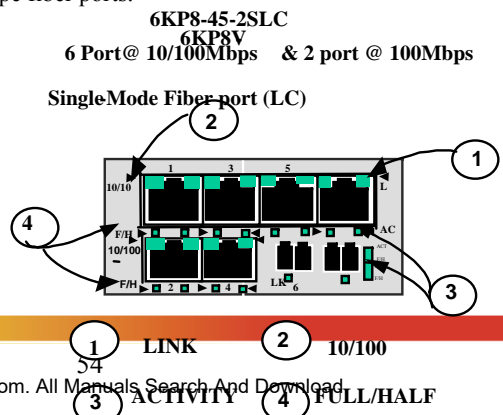 pe fiber ports.
6KP8-45-2SLC
6KP8V
6 Port@ 10/100Mbps & 2 port @ 100Mbps
Single-Mode Fiber port (LC)
2
1
1 3 5
10/10
L
4
F/H
AC
10/100
ACT
F/H
F/H
F/H
2 4 LK 6
3
1 LINK 2 10/100
54
om. All Manuals Search And Download.
3 ACTIVITY 4 FULL/HALF